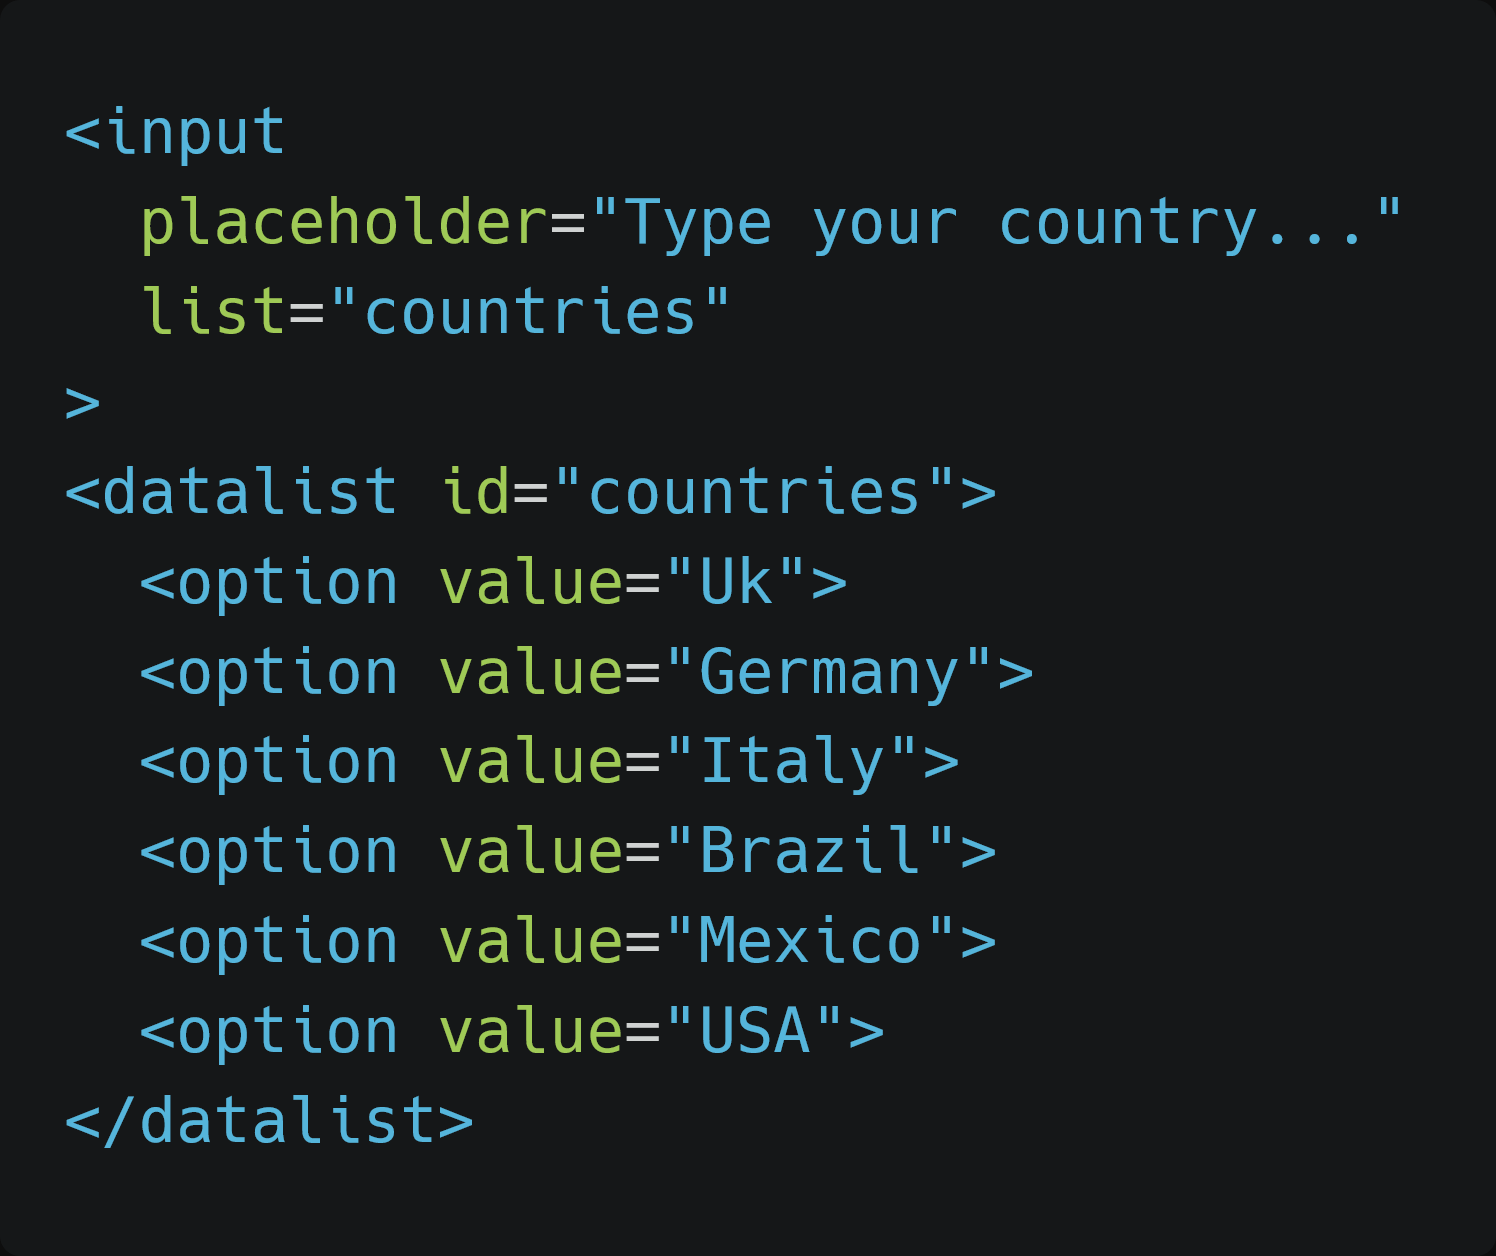 <input
  placeholder="Type your country..."
  list="countries"
>
<datalist id="countries">
  <option value="Uk">
  <option value="Germany">
  <option value="Italy">
  <option value="Brazil">
  <option value="Mexico">
  <option value="USA">
</datalist>